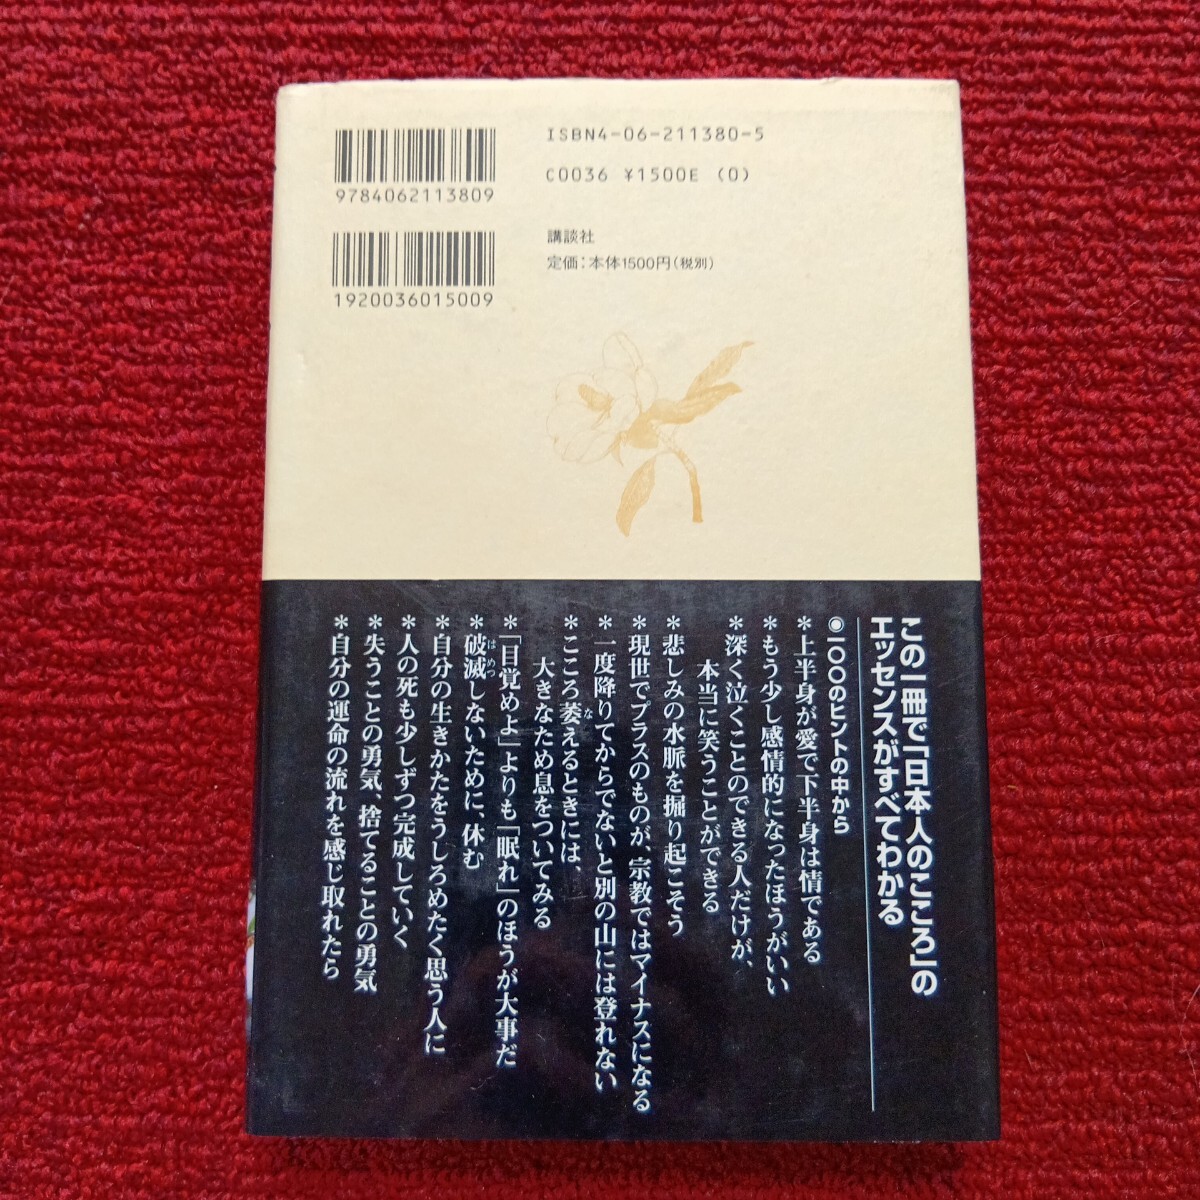 ISBN4-06-211380-5
C0036 ¥1500E (0)
9784062113809
講談社
定価:本体1500円(税別)
1920036015009
この一冊で「日本人のこころ」の
エッセンスがすべてわかる
◉一〇〇のヒントの中から
*上半身が愛で下半身は情である
*もう少し感情的になったほうがいい
*深く泣くことのできる人だけが、
本当に笑うことができる
*悲しみの水脈を掘り起こそう
*現世でプラスのものが、宗教ではマイナスになる
*一度降りてからでないと別の山には登れない
*こころ萎えるときには、
な
大きなため息をついてみる
*「目覚めよ」よりも「眠れ」のほうが大事だ
*破滅しないために、休む
はめつ
*自分の生きかたをうしろめたく思う人に
*人の死も少しずつ完成していく
*失うことの勇気、捨てることの勇気
*自分の運命の流れを感じ取れたら